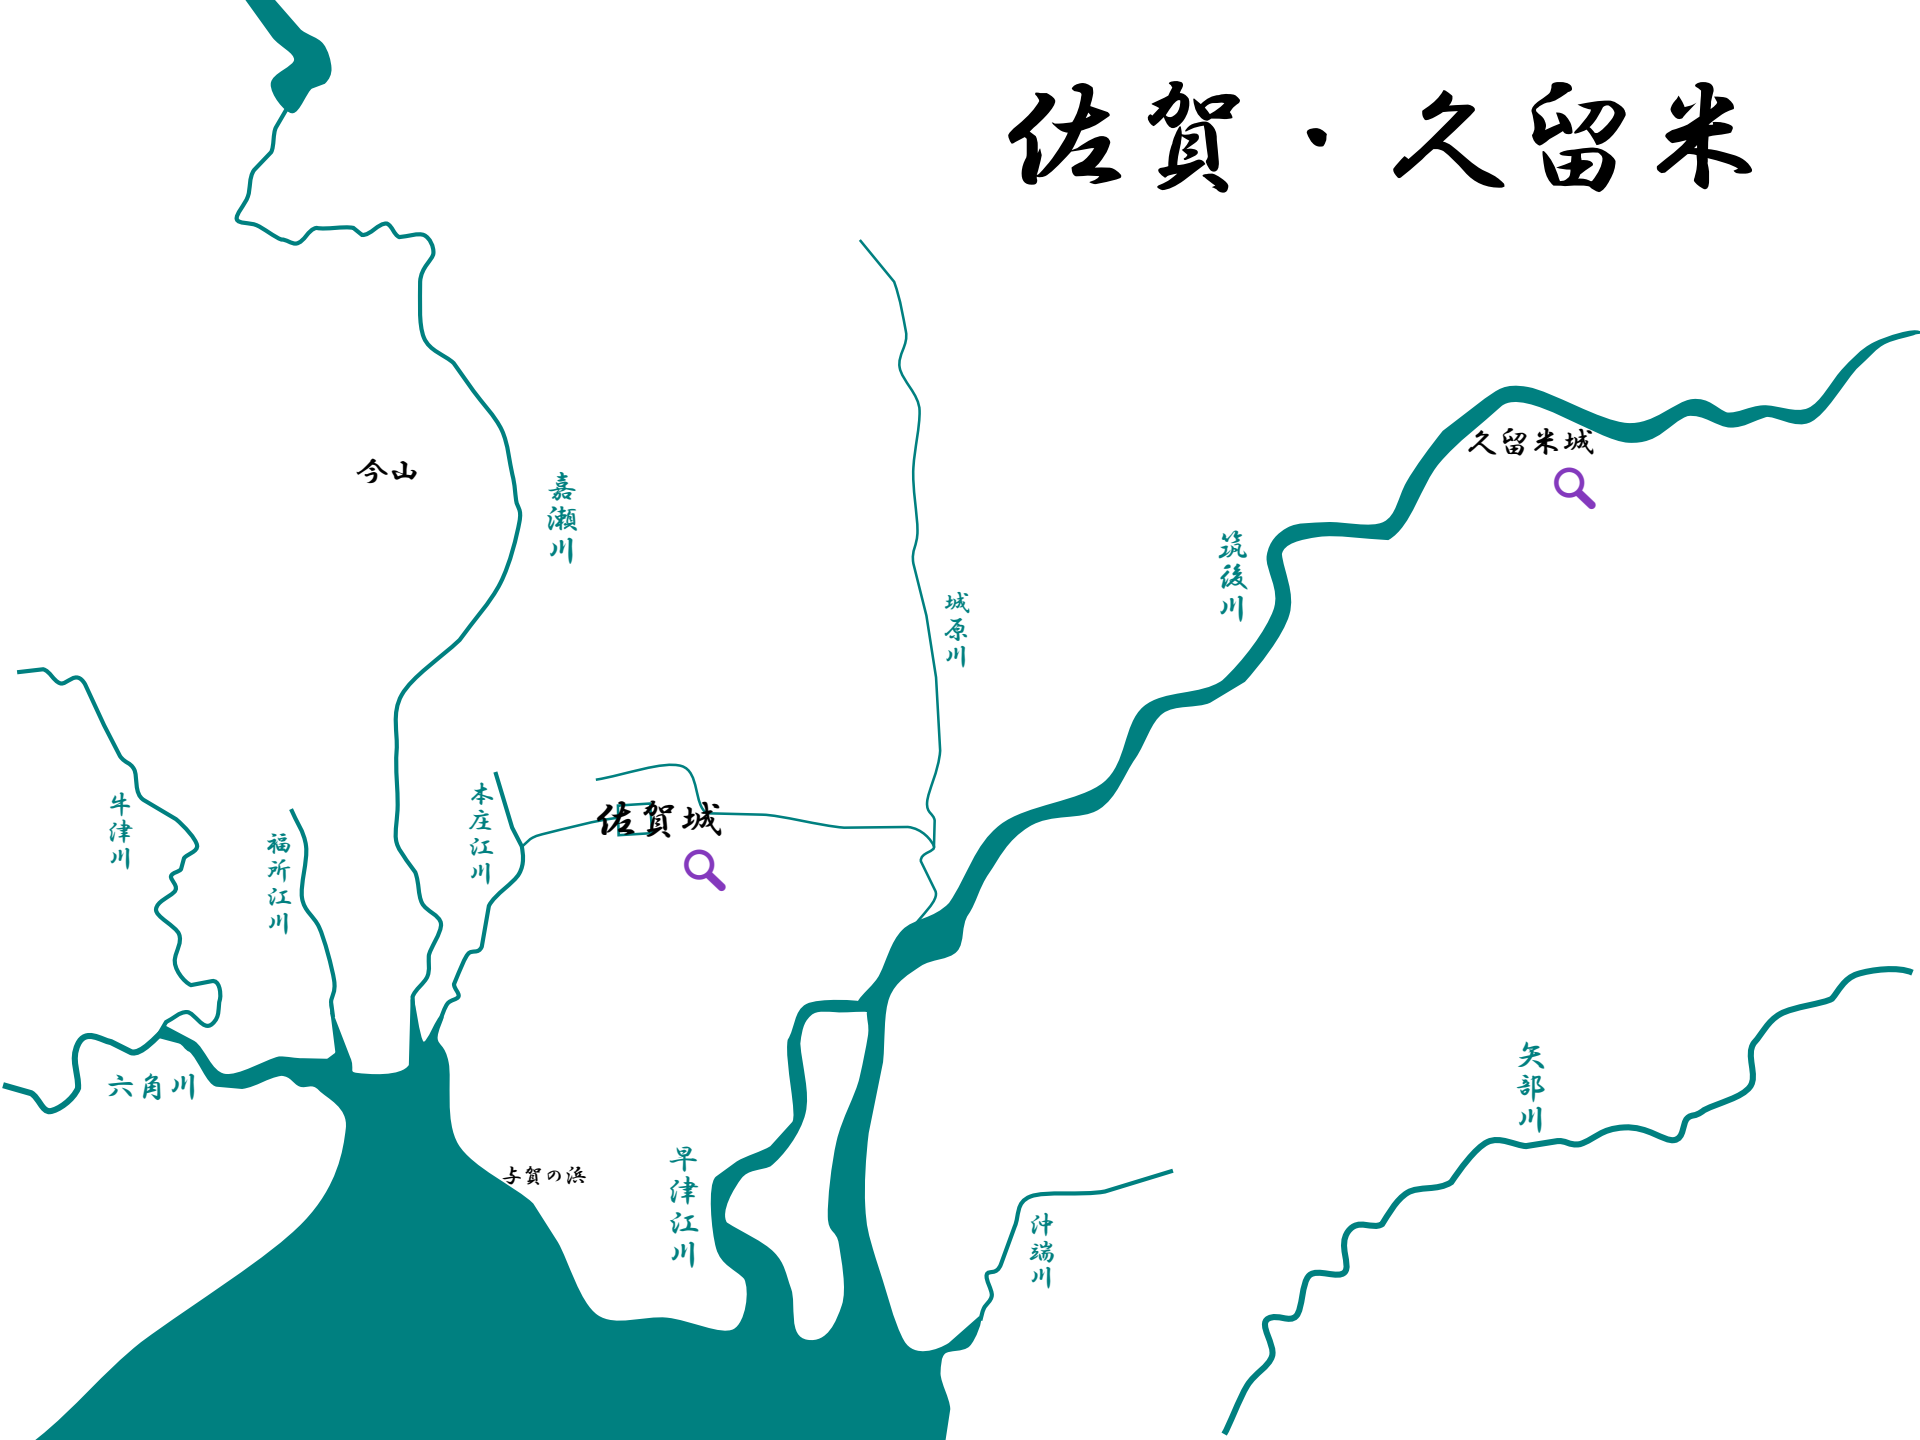 佐賀・久留米
久留米城
今山
嘉瀬川
筑後川
城原川
牛津川
福所江川
本庄江川
佐賀城
六角川
矢部川
与賀の浜
早津江川
沖端川